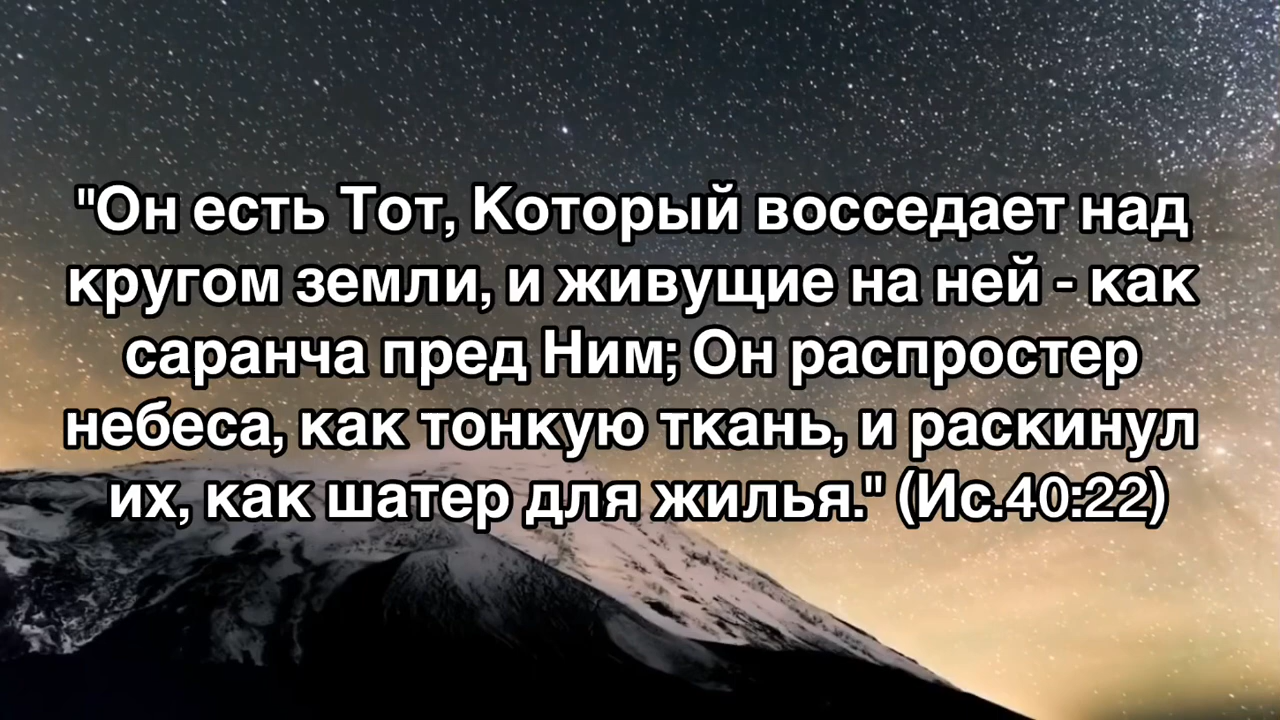 "Он есть Тот, Который восседает над
кругом земли, и живущие на ней - как
саранча пред Ним; Он распростер
небеса, как тонкую ткань, и раскинул
их, как шатер для жилья." (Ис.40:22)